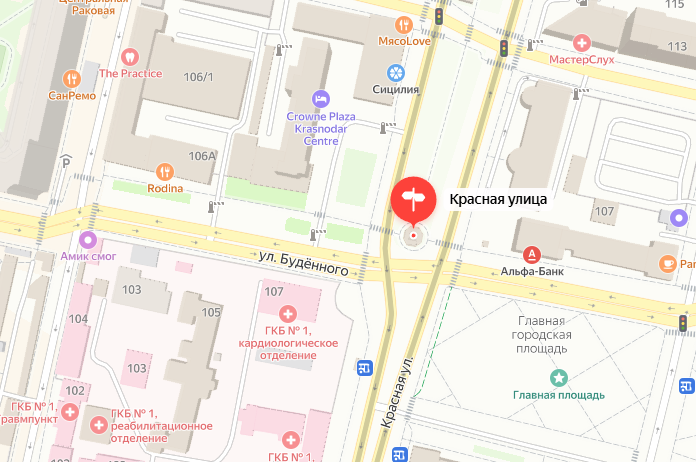 Центральная
Раковая
115
МясоLove
113
МастерСлух
The Practice
106/1
СанРемо
Сицилия
Crowne Plaza
Krasnodar
Centre
P
106А
Rodina
Красная улица
107
Амик смог
ул. Будённого
А
Альфа-Банк
Par
103
107
104
105
ГКБ № 1,
кардиологическое
отделение
Главная
городская
площадь
103
Главная площадь
102
Красная ул.
ГКБ № 1,
равмпункт
ГКБ № 1,
реабилитационное
отделение
ГКБ № 1,